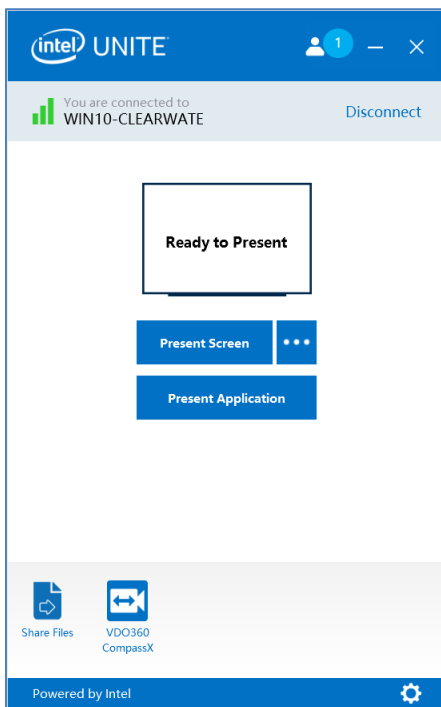 intel UNITE
1
You are connected to
WIN10-CLEARWATE
Disconnect
Ready to Present
Present Screen
Present Application
Share Files
VDO360
CompassX
Powered by Intel